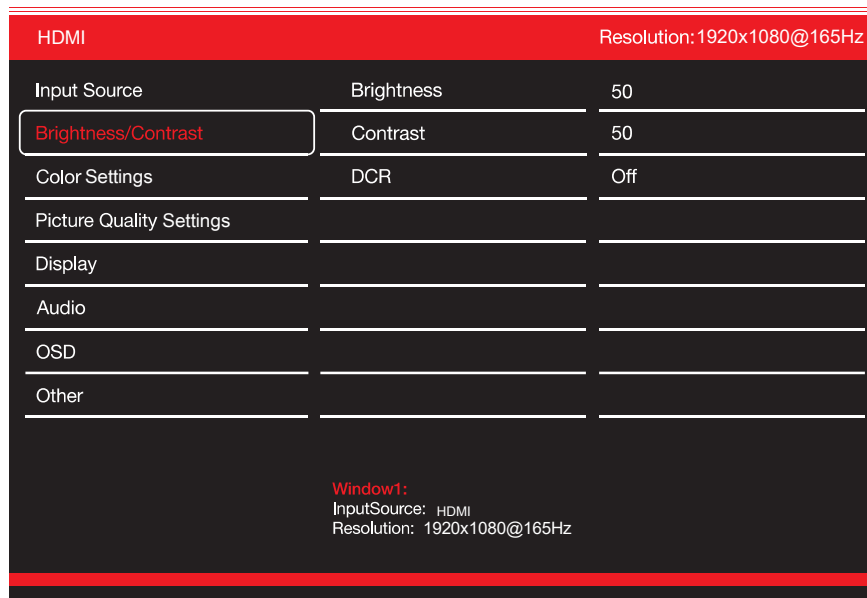 HDMI Resolution:1920x1080@165Hz
Input Source Brightness 50
Brightness/Contrast Contrast 50
Color Settings DCR Off
Picture Quality Settings
Display
Audio
OSD
Other
Window1:
InputSource: HDMI
Resolution: 1920x1080@165Hz